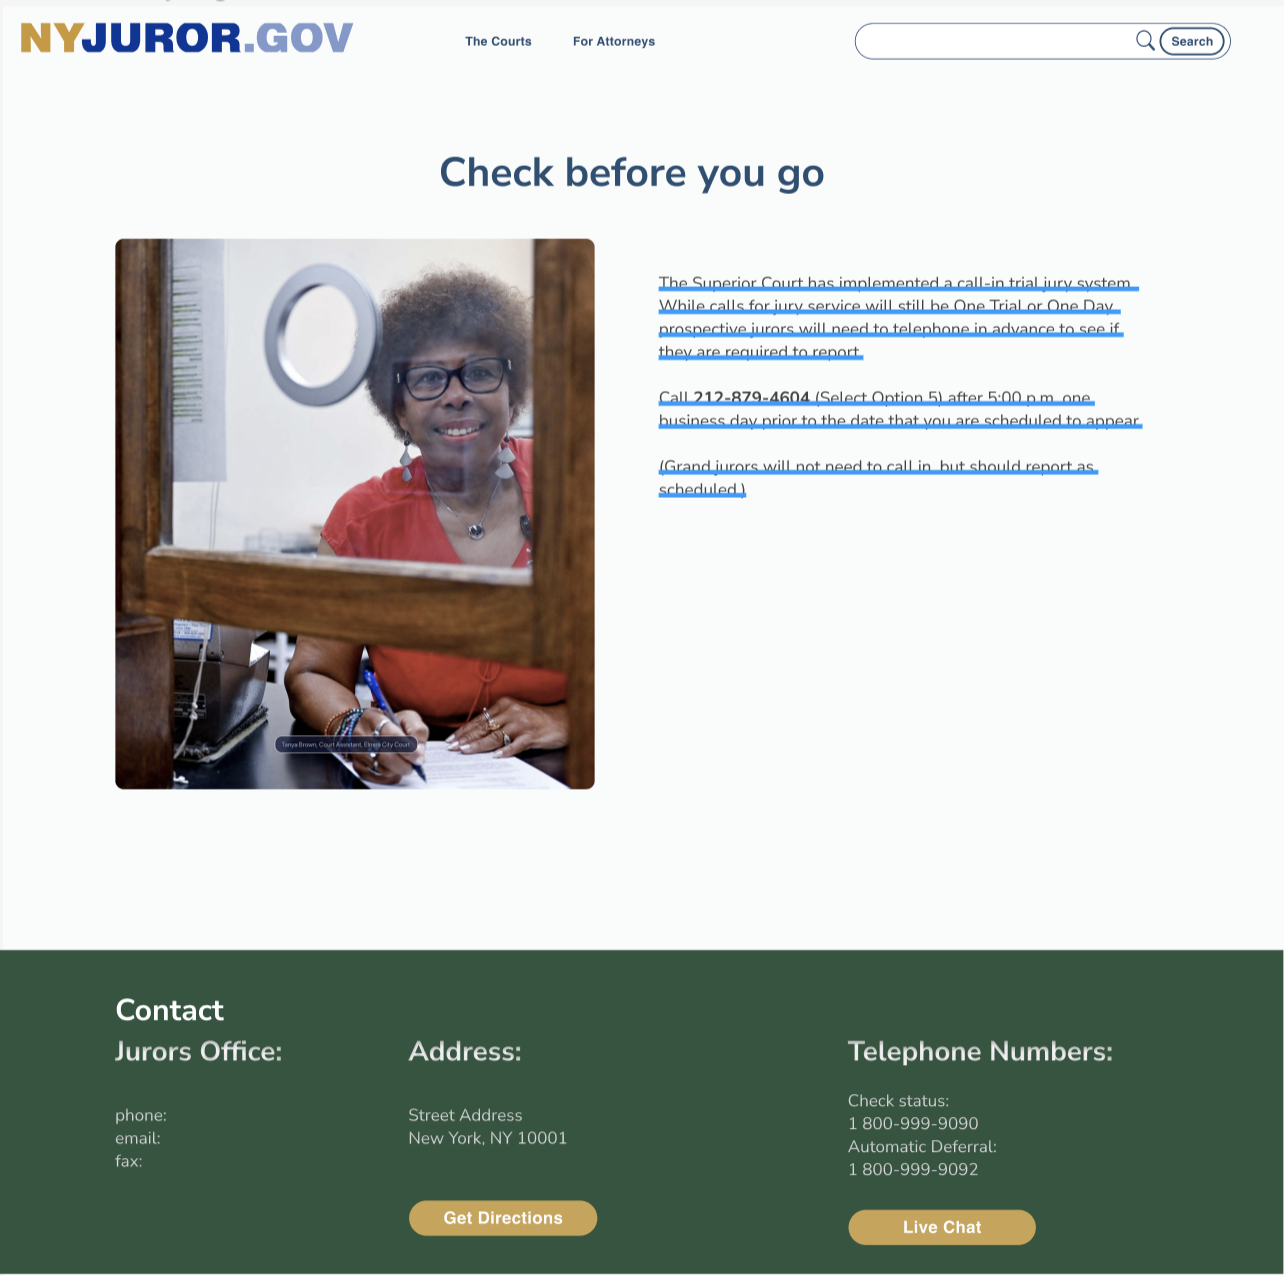 NYJUROR.GOV
The Courts
For Attorneys
Search
Check before you go
The Superior Court has implemented a call-in trial jury system.
While calls for jury service will still be One Trial or One Day,
prospective jurors will need to telephone in advance to see if
they are required to report.
Call 212-879-4604 (Select Option 5) after 5:00 p.m. one
business day prior to the date that you are scheduled to appear.
(Grand jurors will not need to call in, but should report as
scheduled.)
Tanya Brown, Court Assistant, Elmira City Court
Contact
Jurors Office:
phone:
email:
fax:
Address:
Street Address
New York, NY 10001
Get Directions
Telephone Numbers:
Check status:
1 800-999-9090
Automatic Deferral:
1 800-999-9092
Live Chat